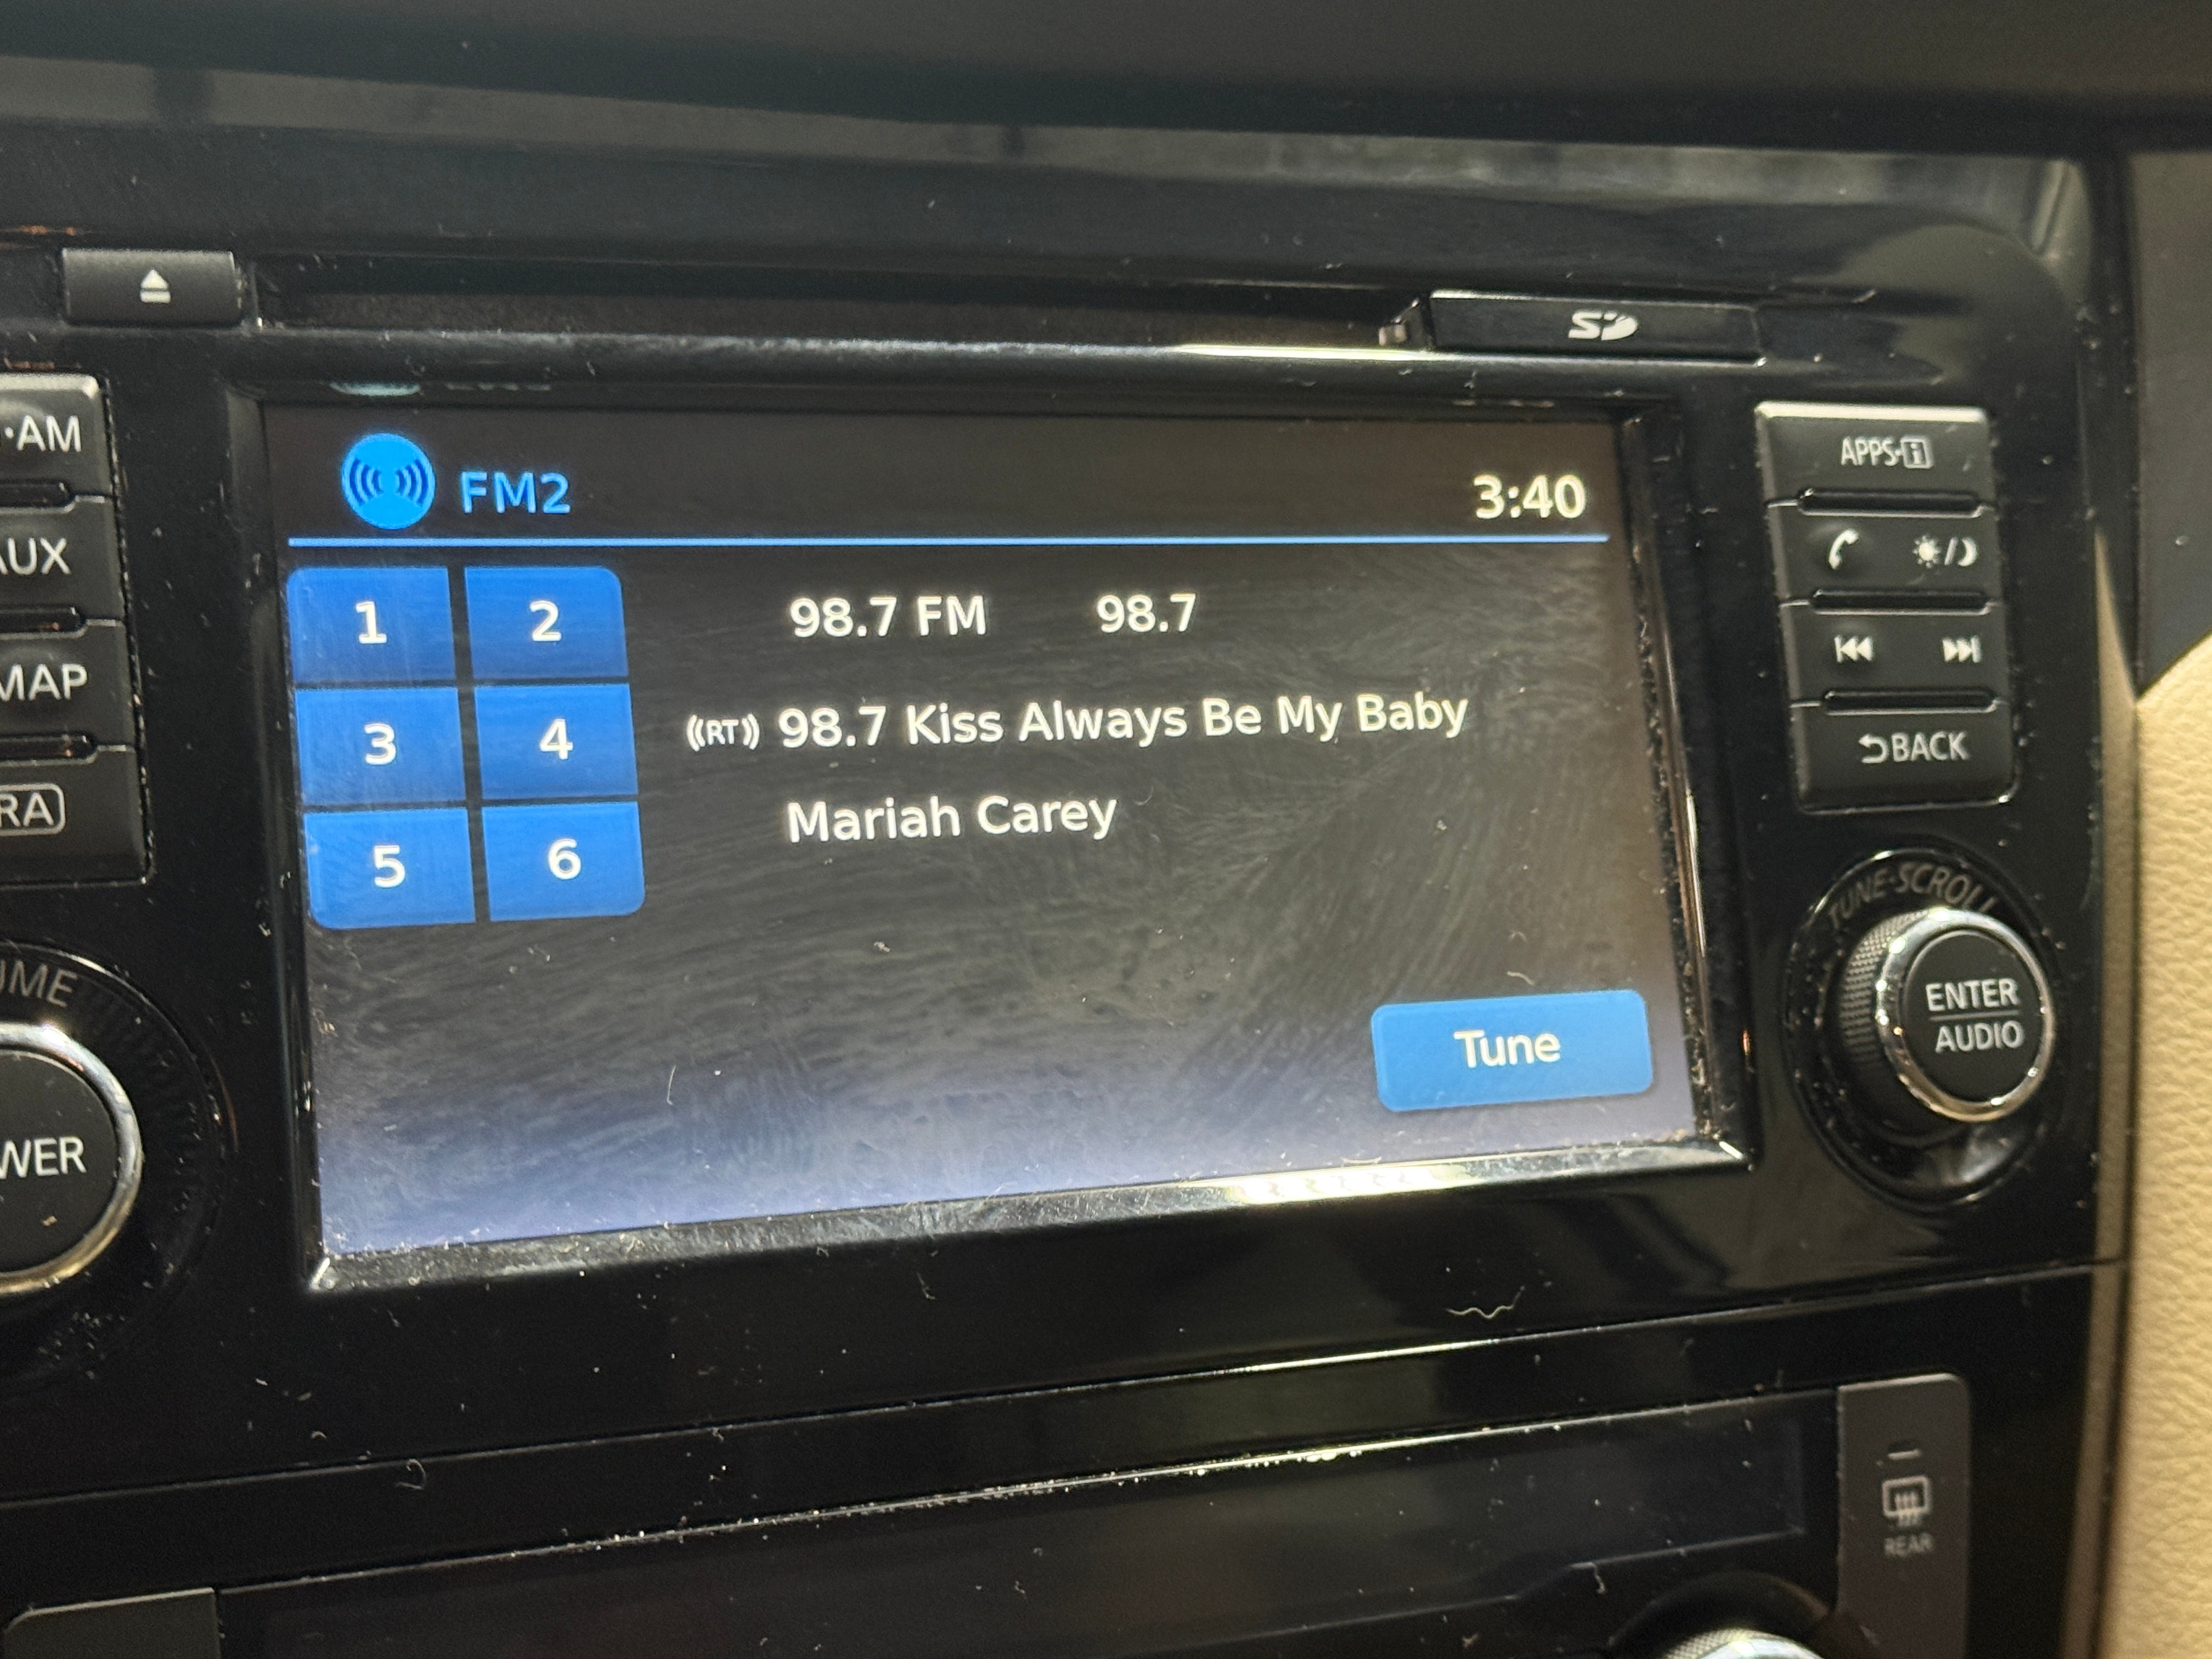 SD
·AM
AUX
MAP
RA
UME
WER
FM2
3:40
1
2
3
4
5
6
98.7 FM 98.7
((RT)) 98.7 Kiss Always Be My Baby
Mariah Carey
Tune
APPS·i
BACK
TUNE·SCROLL
ENTER
AUDIO
REAR